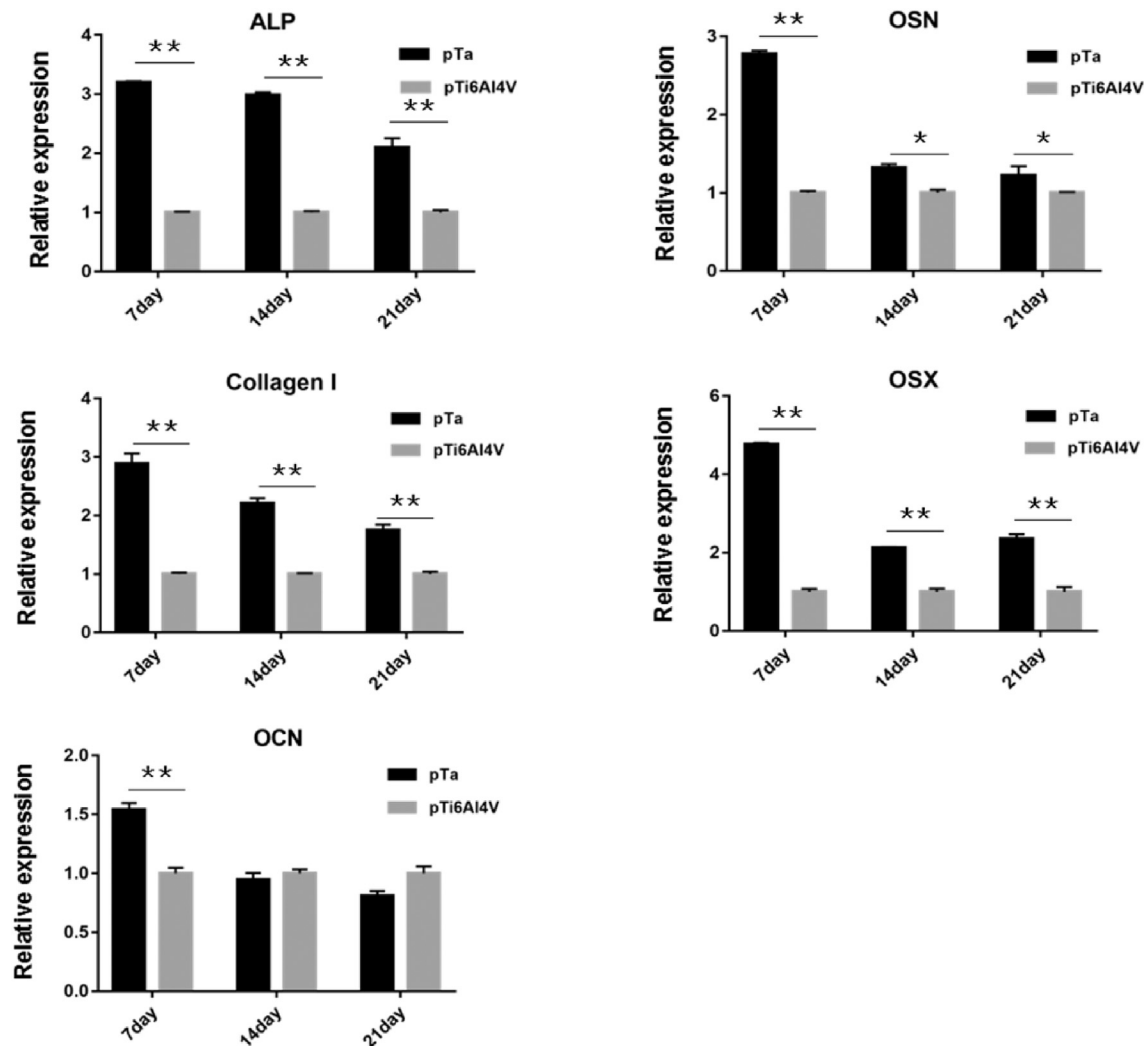 ALP
Relative expression
4
3
2
1
0
**
**
**
pTa
pTi6Al4V
7day
14day
21day
OSN
Relative expression
3
2
1
0
**
*
*
pTa
pTi6Al4V
7day
14day
21day
Collagen I
Relative expression
4
3
2
1
0
**
**
**
pTa
pTi6Al4V
7day
14day
21day
OSX
Relative expression
6
4
2
0
**
**
**
pTa
pTi6Al4V
7day
14day
21day
OCN
Relative expression
2.0
1.5
1.0
0.5
0.0
**
pTa
pTi6Al4V
7day
14day
21day